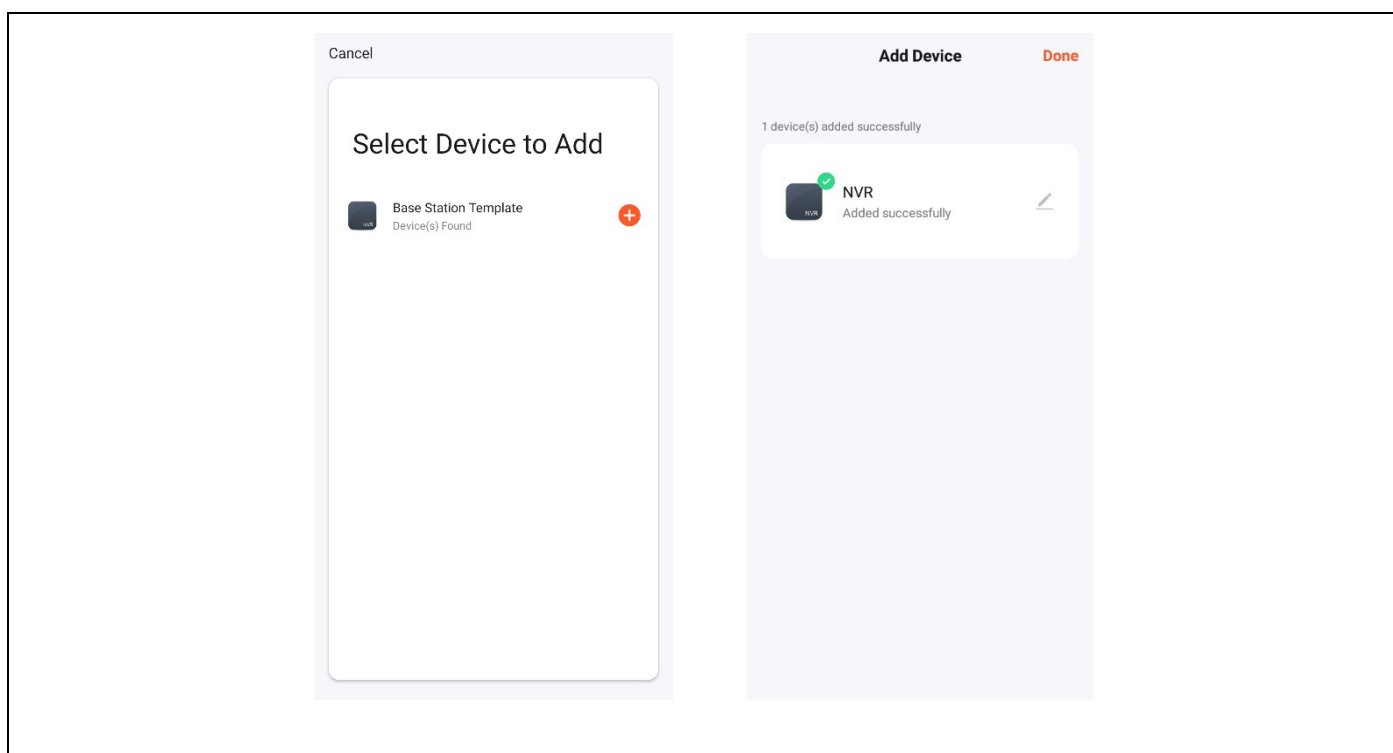 Cancel
Select Device to Add
NVR
Base Station Template
Device(s) Found
Add Device
Done
1 device(s) added successfully
NVR
NVR
Added successfully